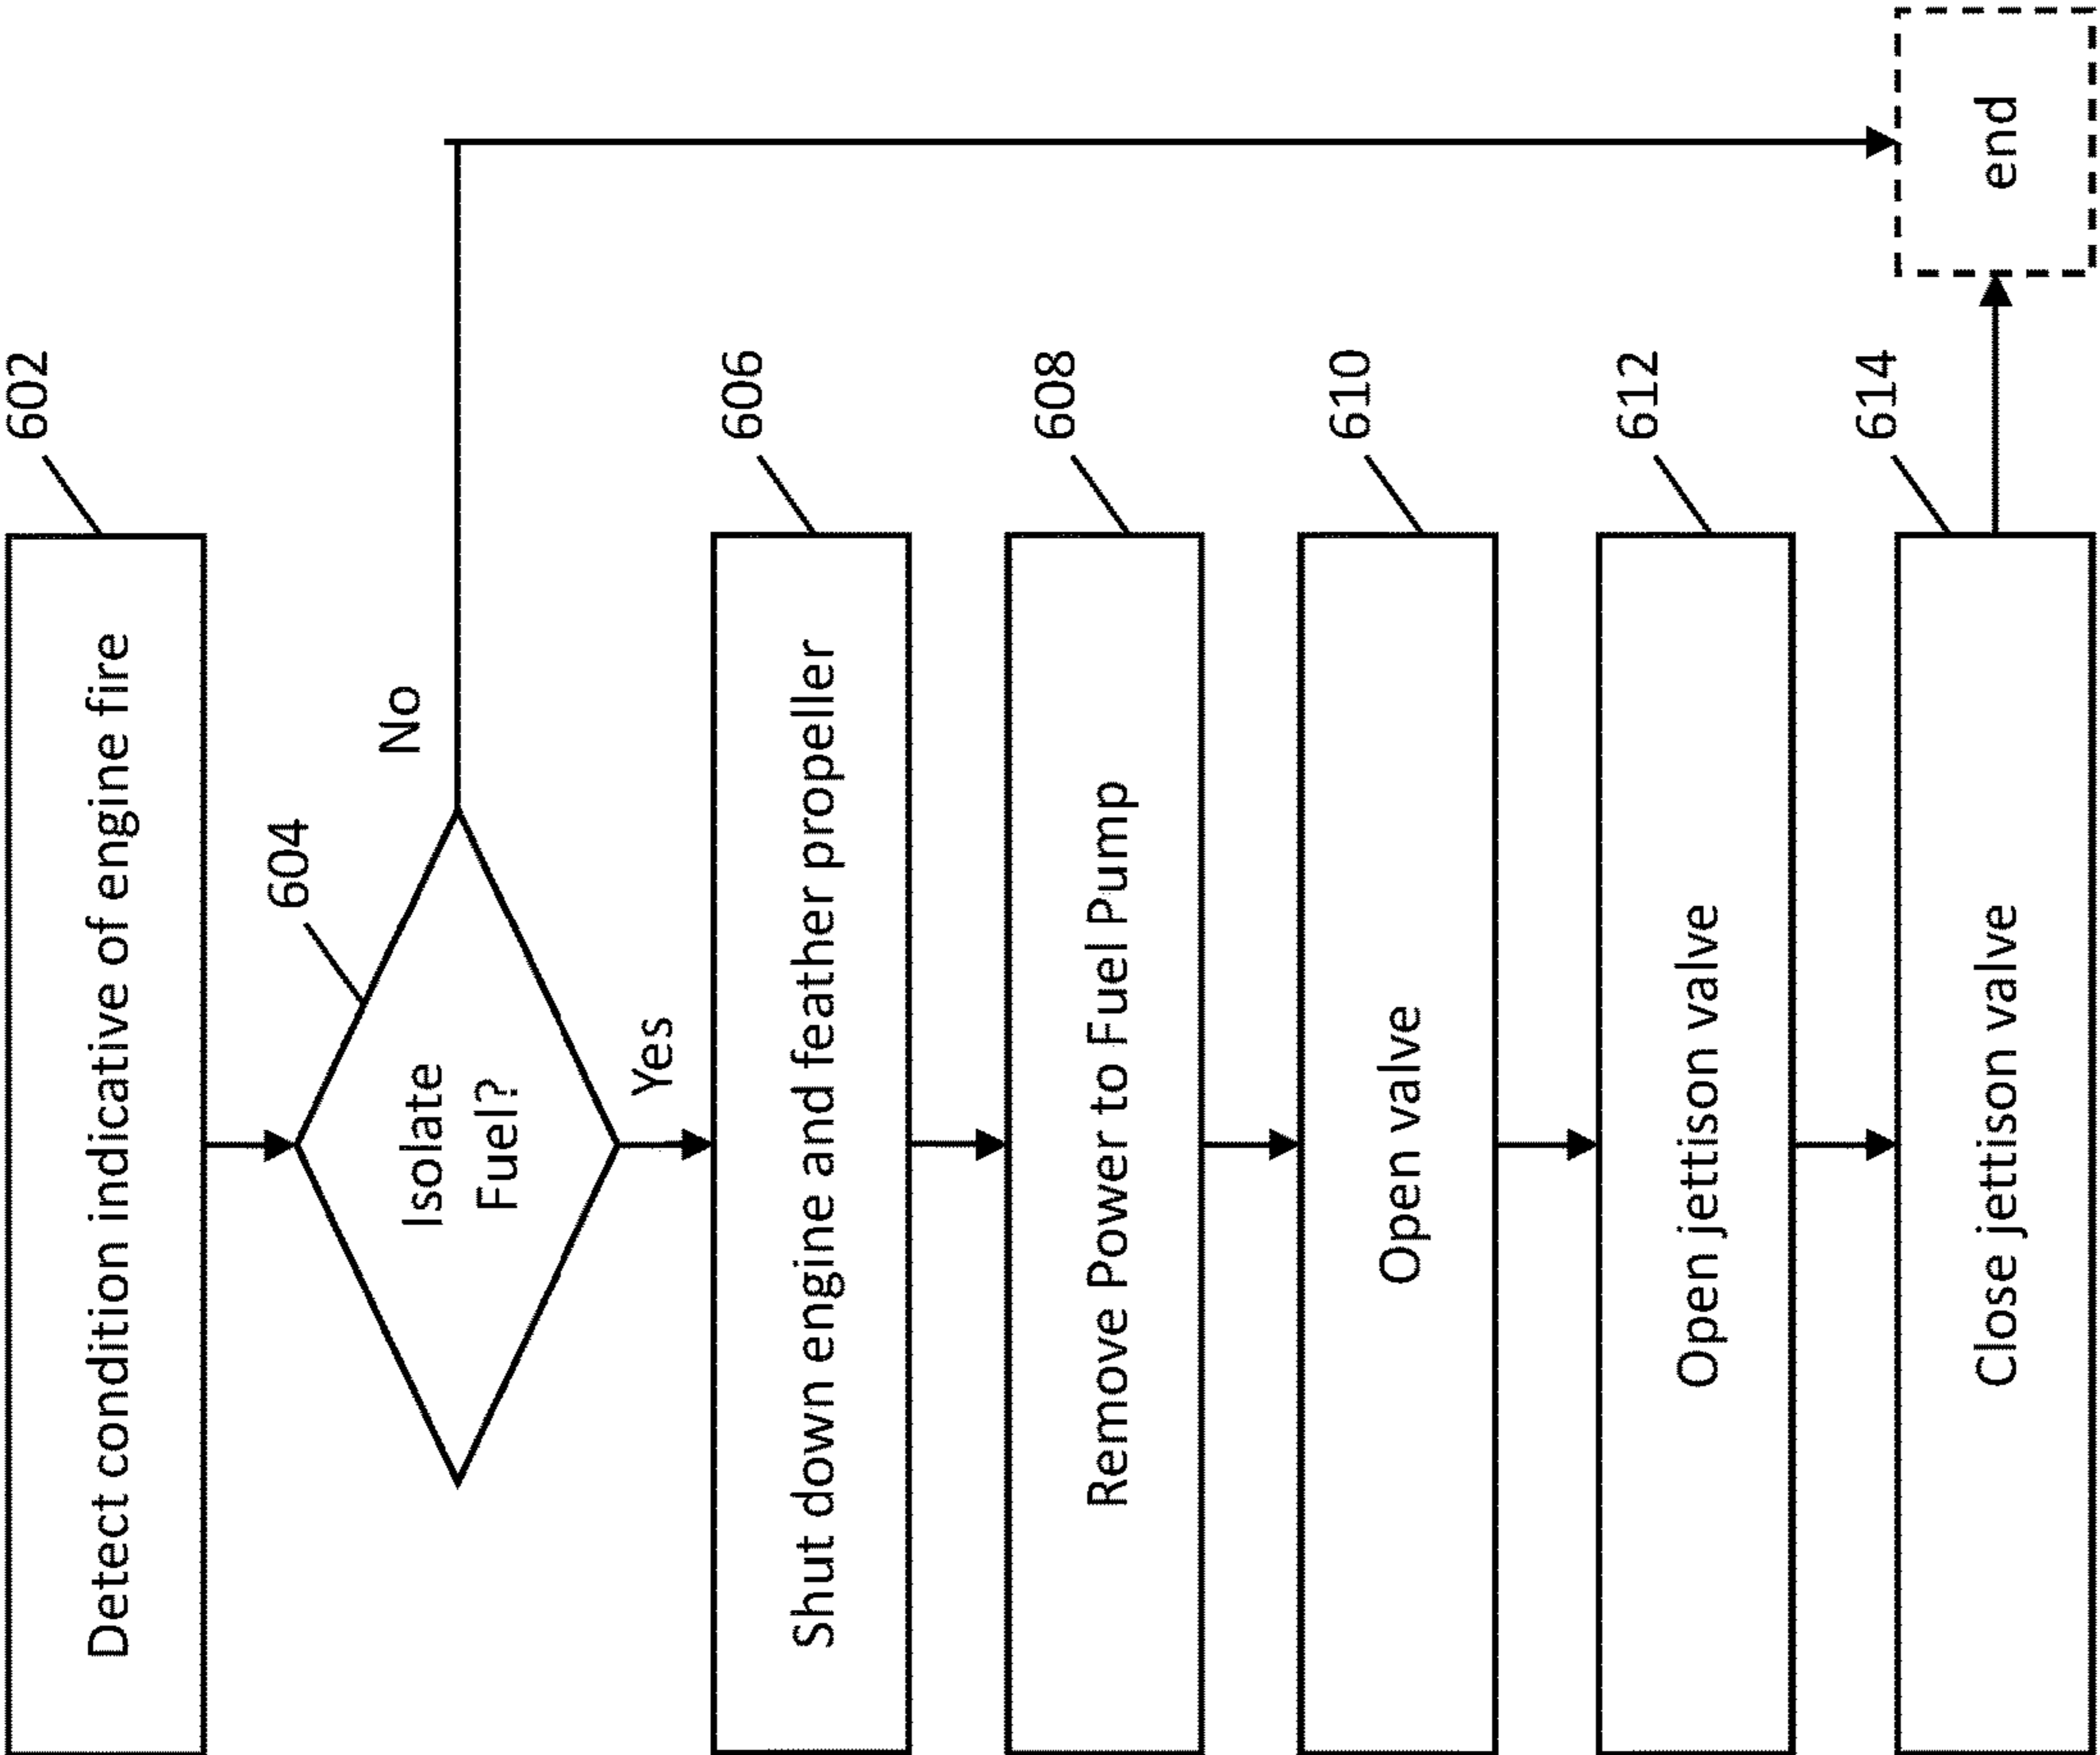 Detect condition indicative of engine fire
602
604
Isolate
Fuel?
No
Yes
Shut down engine and feather propeller
606
Remove Power to Fuel Pump
608
Open valve
610
Open jettison valve
612
Close jettison valve
614
end